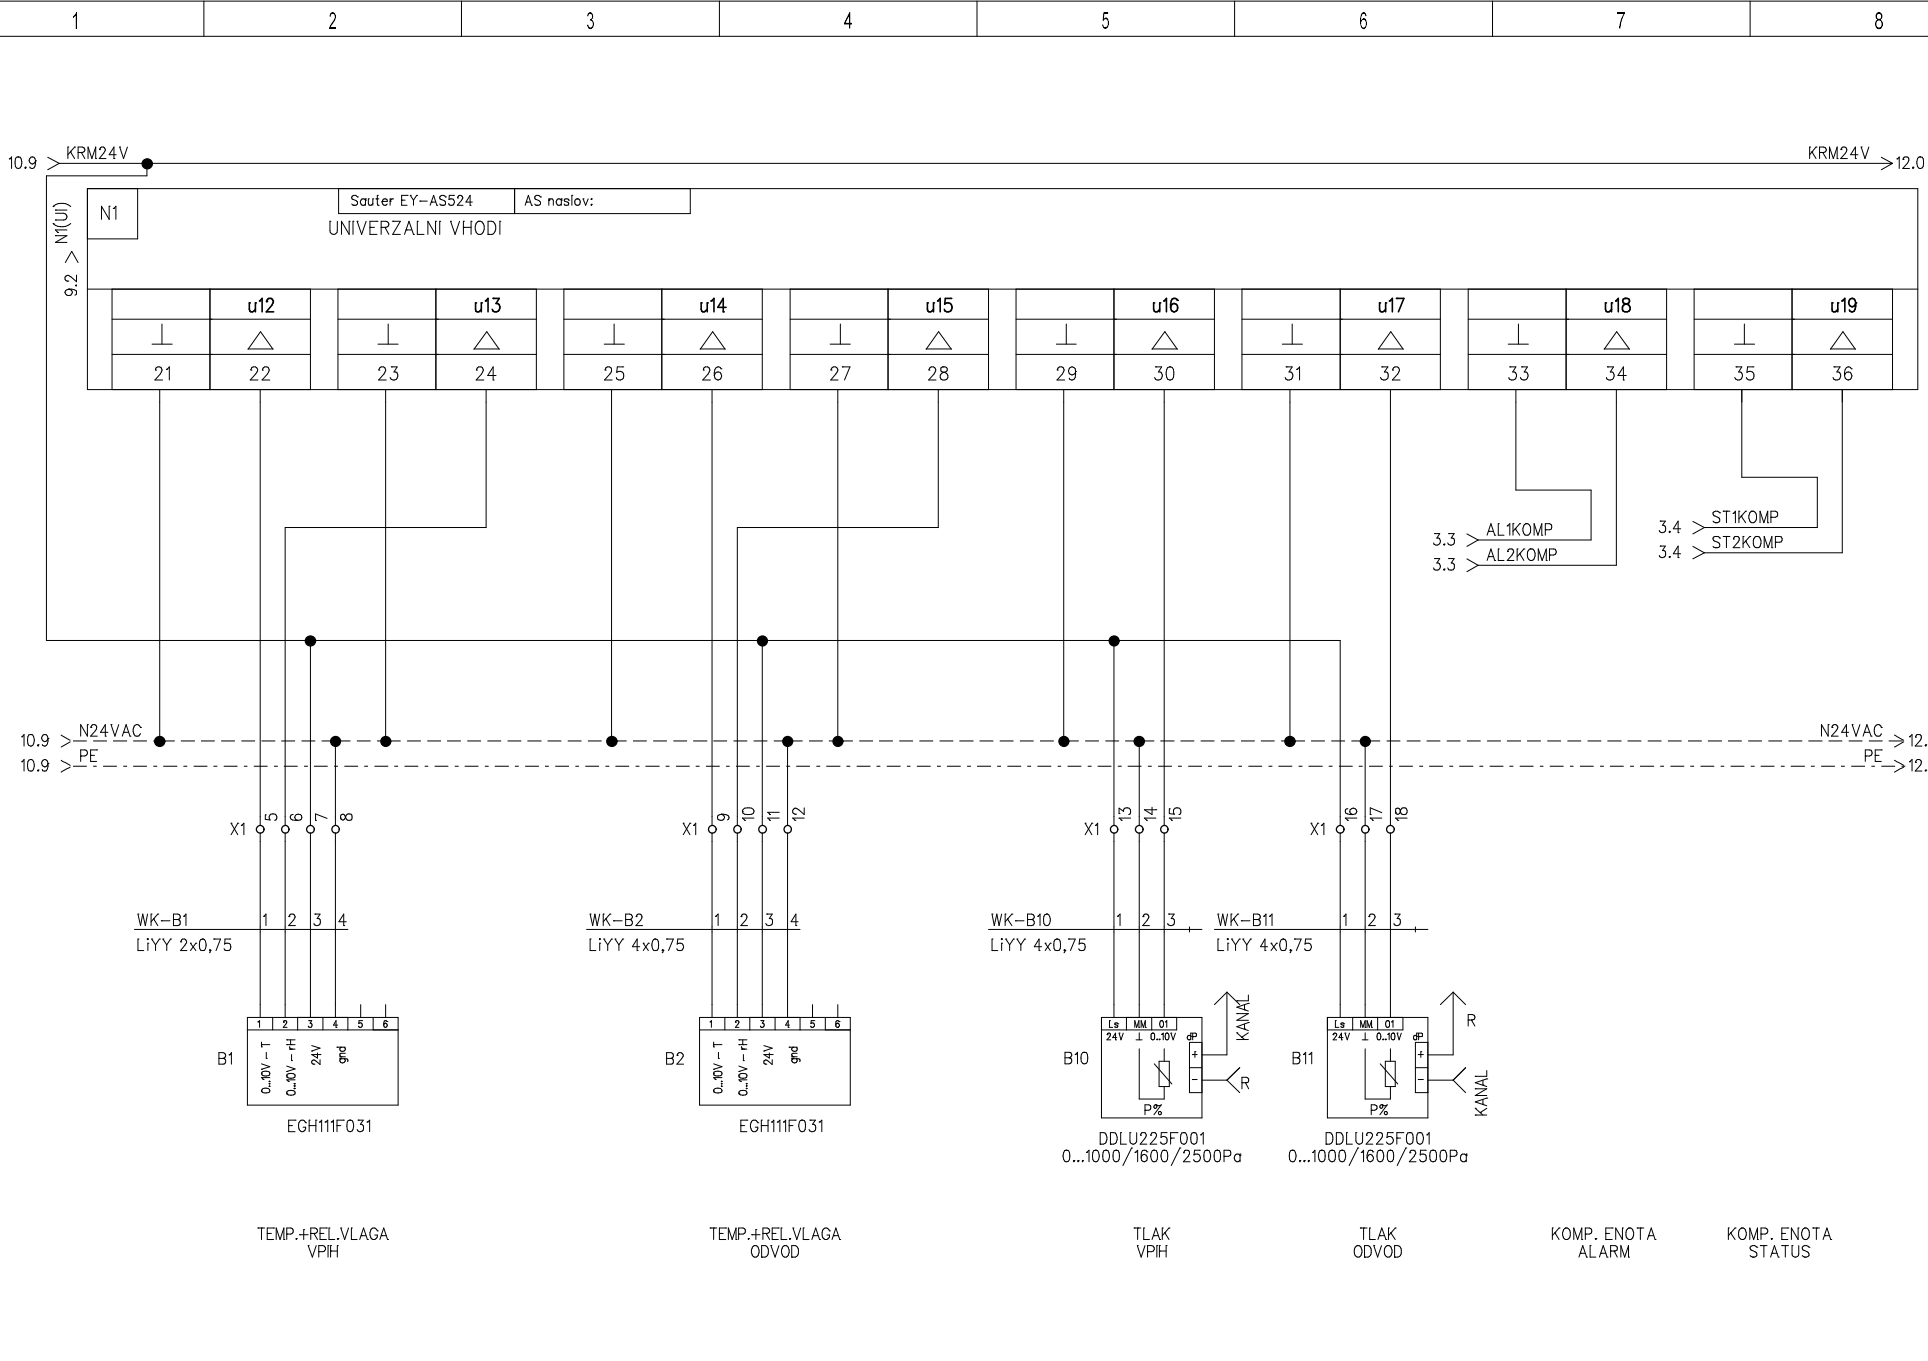 1 2 3 4 5 6 7 8
KRM24V KRM24V
10.9 12.0
N1(UI)
9.2
N1
Sauter EY-AS524 AS naslov:
UNIVERZALNI VHODI
u12 u13 u14 u15 u16 u17 u18 u19
21 22 23 24 25 26 27 28 29 30 31 32 33 34 35 36
3.3 AL1KOMP
3.3 AL2KOMP
3.4 ST1KOMP
3.4 ST2KOMP
N24VAC N24VAC
10.9 12.
PE PE
10.9 12.
X1 5 6 7 8
X1 9 10 11 12
X1 13 14 15
X1 16 17 18
WK-B1 1 2 3 4
LiYY 2x0,75
WK-B2 1 2 3 4
LiYY 4x0,75
WK-B10 1 2 3
LiYY 4x0,75
WK-B11 1 2 3
LiYY 4x0,75
B1
1 2 3 4 5 6
0...10V - T
0...10V - rH
24V
gnd
EGH111F031
B2
1 2 3 4 5 6
0...10V - T
0...10V - rH
24V
gnd
EGH111F031
B10
Ls MM 01
24V ⊥ 0..10V dP
+
-
KANAL
R
P%
DDLU225F001
0...1000/1600/2500Pa
B11
Ls MM 01
24V ⊥ 0..10V dP
+
-
R
KANAL
P%
DDLU225F001
0...1000/1600/2500Pa
TEMP.+REL.VLAGA
VPIH
TEMP.+REL.VLAGA
ODVOD
TLAK
VPIH
TLAK
ODVOD
KOMP. ENOTA
ALARM
KOMP. ENOTA
STATUS